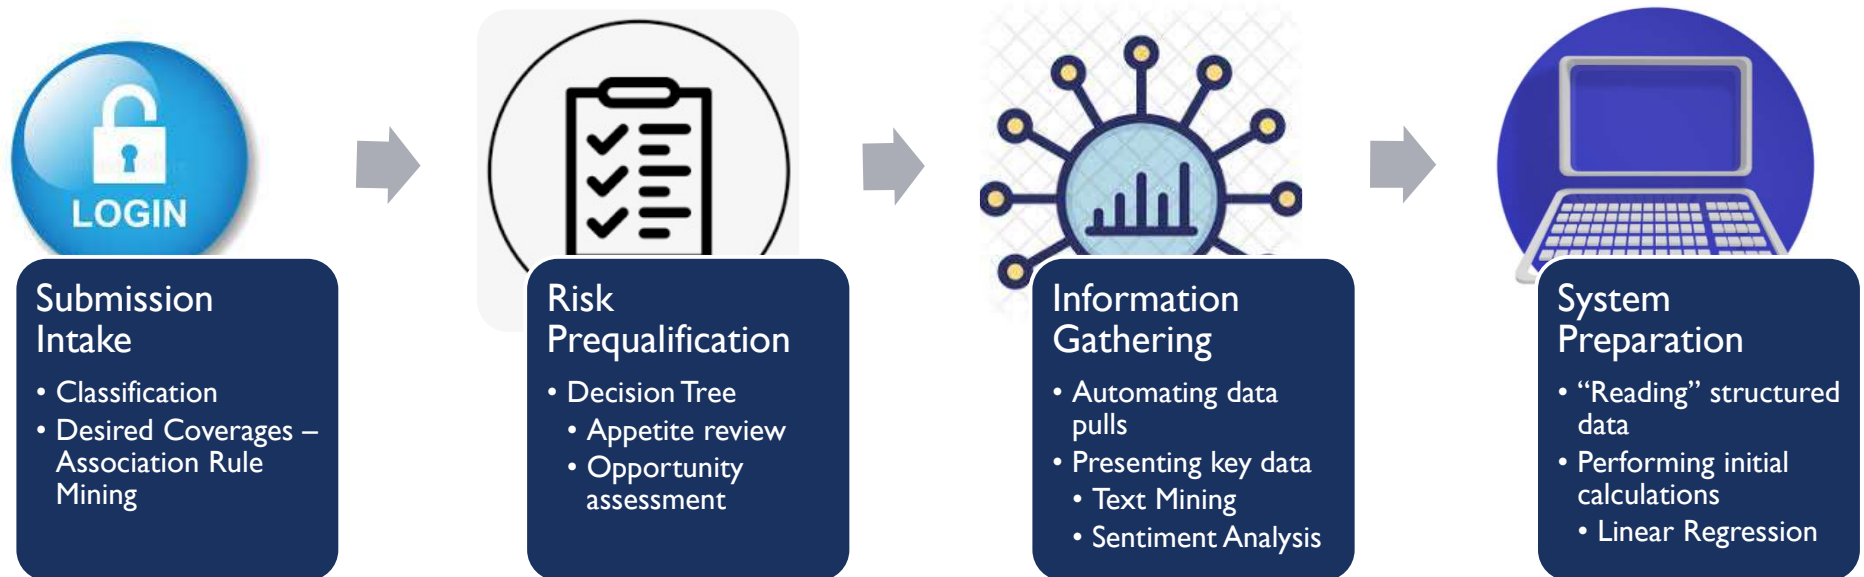 LOGIN
Submission
Intake
• Classification
• Desired Coverages –
Association Rule
Mining
Risk
Prequalification
• Decision Tree
• Appetite review
• Opportunity
assessment
Information
Gathering
• Automating data
pulls
• Presenting key data
• Text Mining
• Sentiment Analysis
System
Preparation
• “Reading” structured
data
• Performing initial
calculations
• Linear Regression